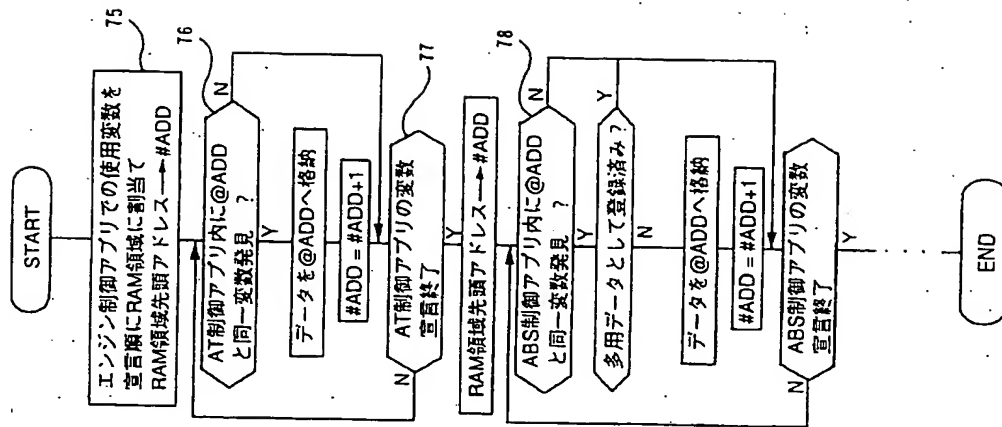 START
75
エンジン制御アプリでの使用変数を
宣言順にRAM領域に割当て
RAM領域先頭アドレス→#ADD
76
AT制御アプリ内に@ADD
と同一変数発見 ?
N
Y
データを@ADDへ格納
#ADD = #ADD+1
77
AT制御アプリの変数
宣言終了
N
Y
RAM領域先頭アドレス→#ADD
78
ABS制御アプリ内に@ADD
と同一変数発見 ?
N
Y
多用データとして登録済み?
Y
N
データを@ADDへ格納
#ADD = #ADD+1
ABS制御アプリの変数
宣言終了
N
Y
END